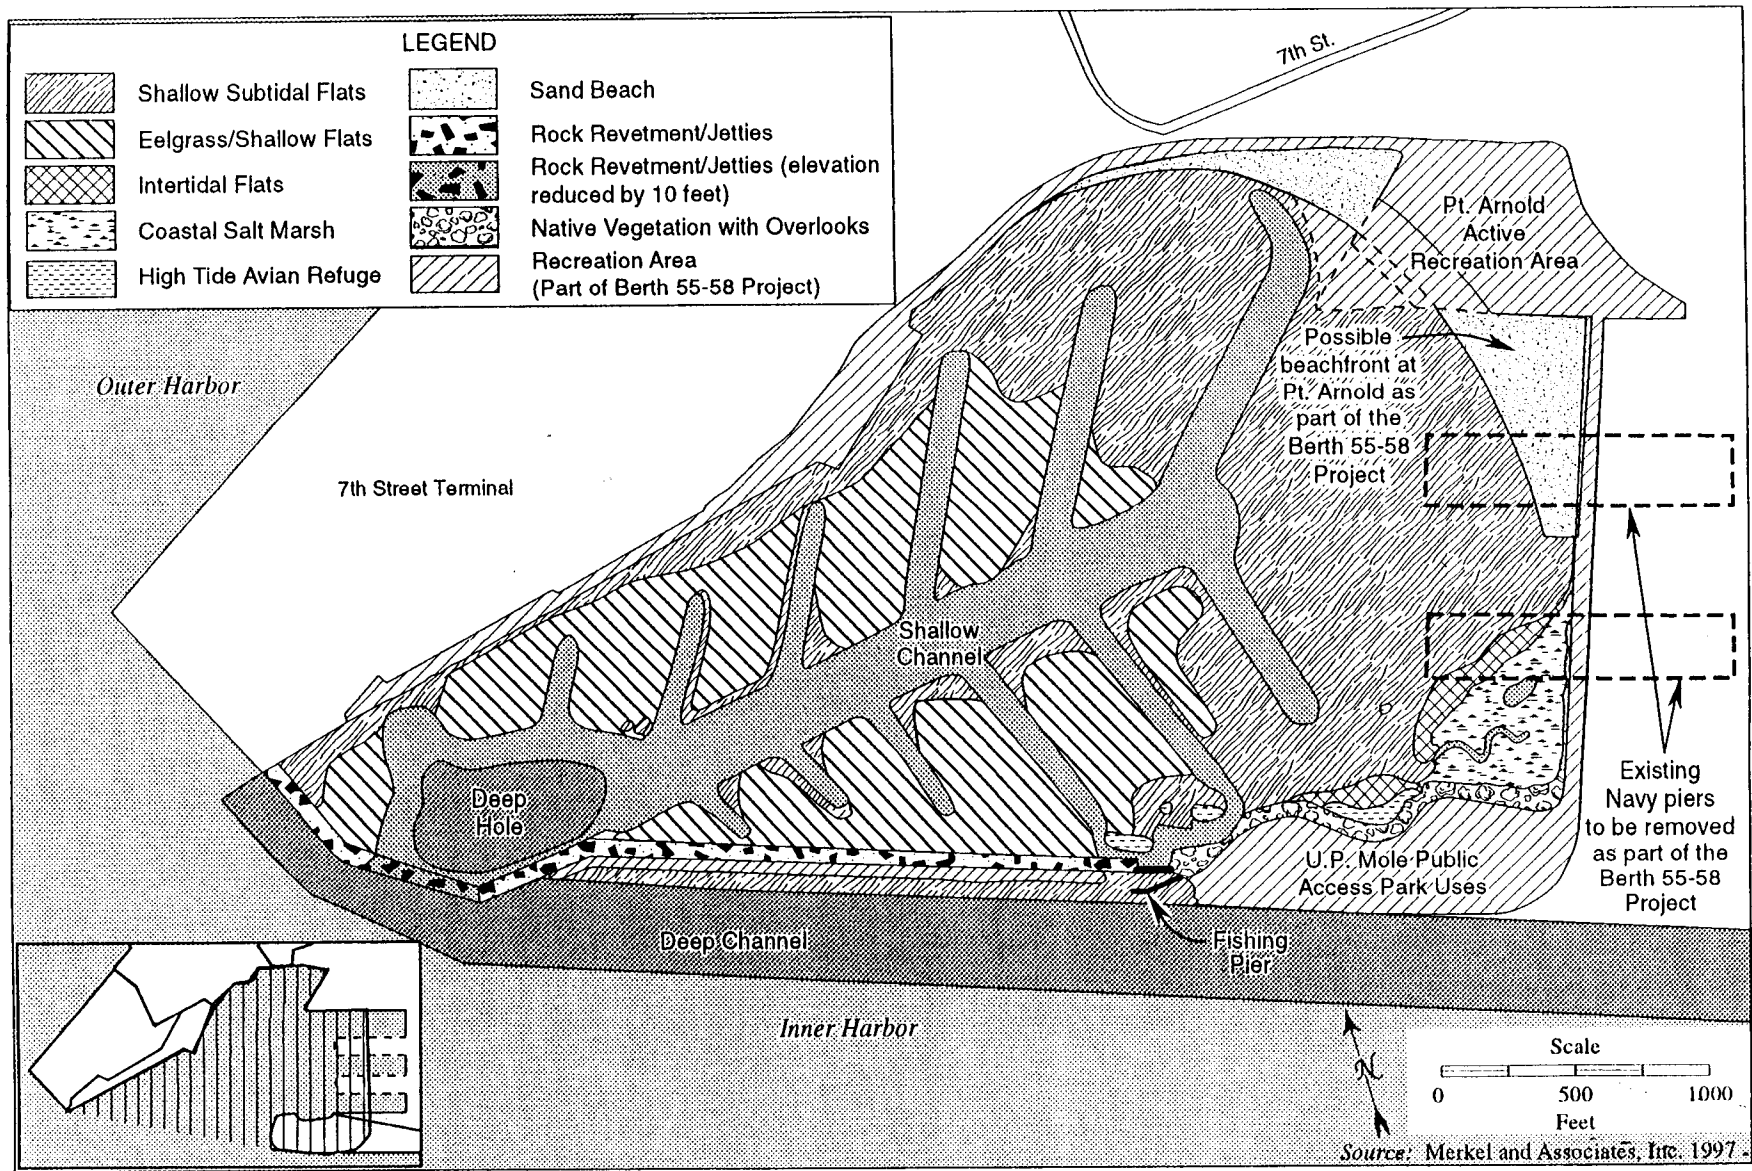 LEGEND
Shallow Subtidal Flats
Eelgrass/Shallow Flats
Intertidal Flats
Coastal Salt Marsh
High Tide Avian Refuge
Sand Beach
Rock Revetment/Jetties
Rock Revetment/Jetties (elevation
reduced by 10 feet)
Native Vegetation with Overlooks
Recreation Area
(Part of Berth 55-58 Project)
7th St.
Pt. Arnold
Active
Recreation Area
Outer Harbor
Possible
beachfront at
Pt. Arnold as
part of the
Berth 55-58
Project
7th Street Terminal
Shallow
Channel
Deep
Hole
Existing
Navy piers
to be removed
as part of the
Berth 55-58
Project
U.P. Mole Public
Access Park Uses
Deep Channel
Fishing
Pier
Inner Harbor
N
Scale
0 500 1000
Feet
Source: Merkel and Associates, Inc. 1997